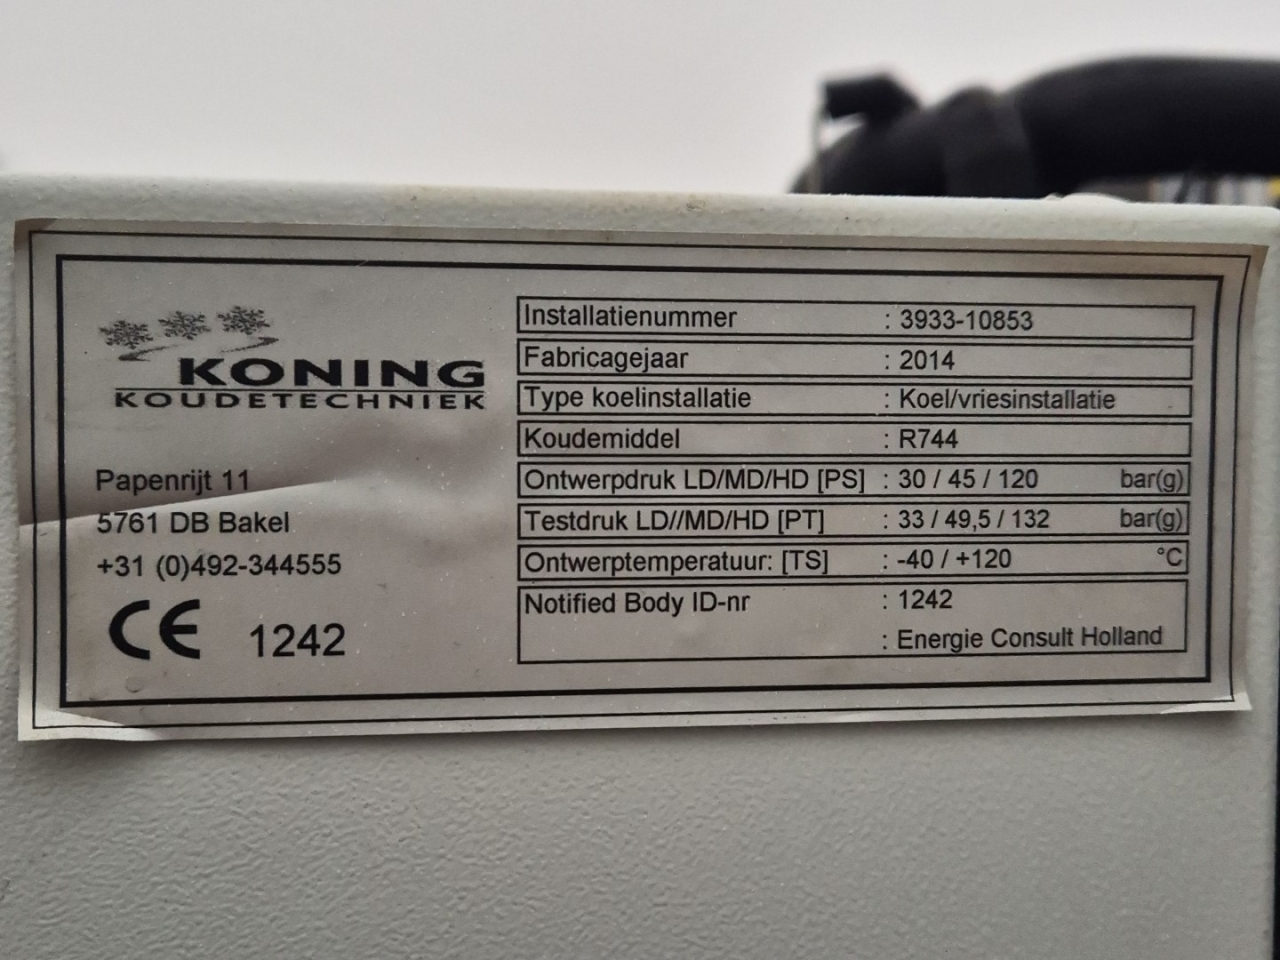 KONING
KOUDETECHNIEK
Papenrijt 11
5761 DB Bakel
+31 (0)492-344555
CE 1242
Installatienummer : 3933-10853
Fabricagejaar : 2014
Type koelinstallatie : Koel/vriesinstallatie
Koudemiddel : R744
Ontwerpdruk LD/MD/HD [PS] : 30 / 45 / 120 bar(g)
Testdruk LD//MD/HD [PT] : 33 / 49,5 / 132 bar(g)
Ontwerptemperatuur: [TS] : -40 / +120 °C
Notified Body ID-nr : 1242
: Energie Consult Holland